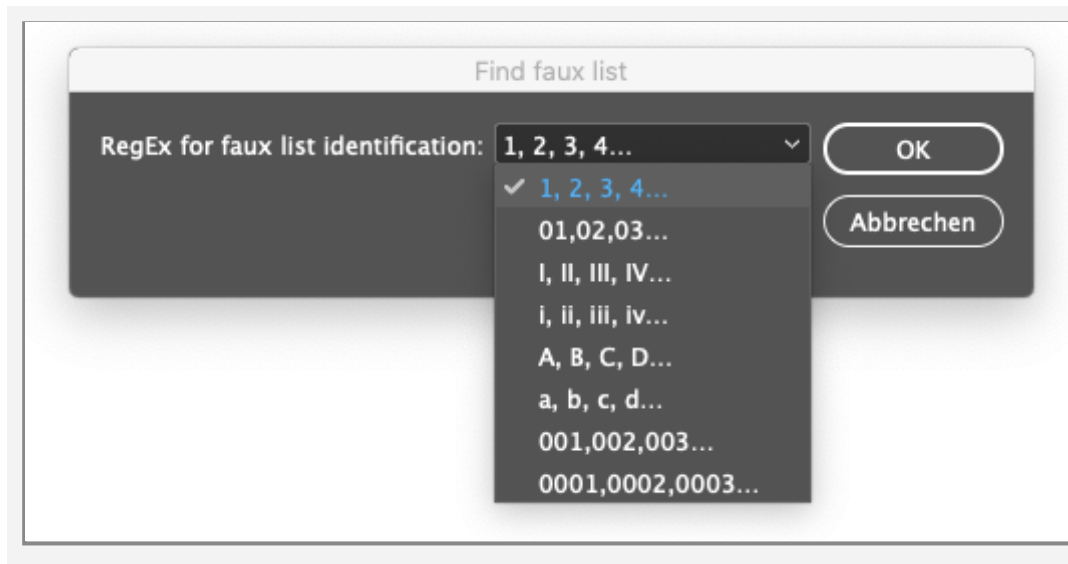 Find faux list
RegEx for faux list identification: 1, 2, 3, 4... OK
1, 2, 3, 4...
01,02,03... Abbrechen
I, II, III, IV...
i, ii, iii, iv...
A, B, C, D...
a, b, c, d...
001,002,003...
0001,0002,0003...